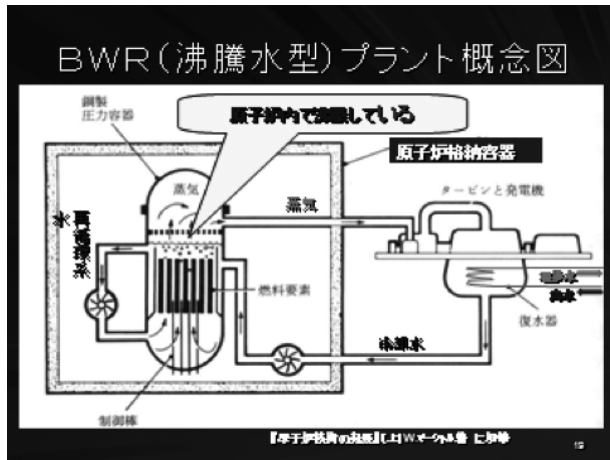 BWR(沸騰水型)プラント概念図
鋼製
圧力容器
原子炉内で沸騰している
原子炉格納容器
蒸気
蒸気
タービンと発電機
燃料要素
復水器
冷却水
制御棒
19